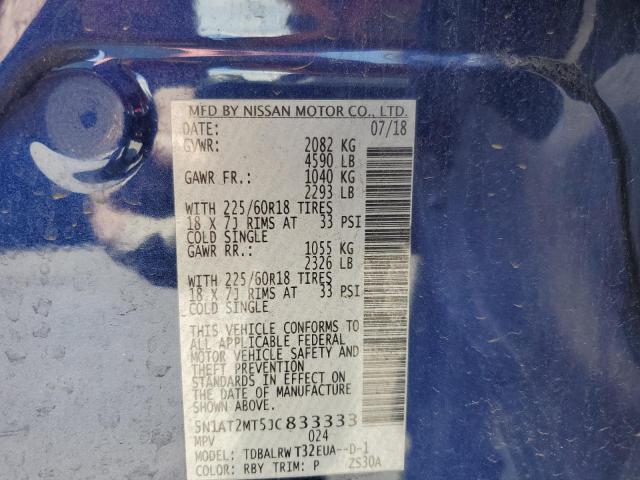 MFD BY NISSAN MOTOR CO., LTD.
DATE: 07/18
GVWR: 2082 KG
4590 LB
GAWR FR.: 1040 KG
2293 LB
WITH 225/60R18 TIRES
18 X 7J RIMS AT 33 PSI
COLD SINGLE
GAWR RR.: 1055 KG
2326 LB
WITH 225/60R18 TIRES
18 X 7J RIMS AT 33 PSI
COLD SINGLE
THIS VEHICLE CONFORMS TO
ALL APPLICABLE FEDERAL
MOTOR VEHICLE SAFETY AND
THEFT PREVENTION
STANDARDS IN EFFECT ON
THE DATE OF MANUFACTURE
SHOWN ABOVE.
5N1AT2MT5JC833333
MPV 024
MODEL: TDBALRWT32EUA--D-1
COLOR: RBY TRIM: P ZS30A